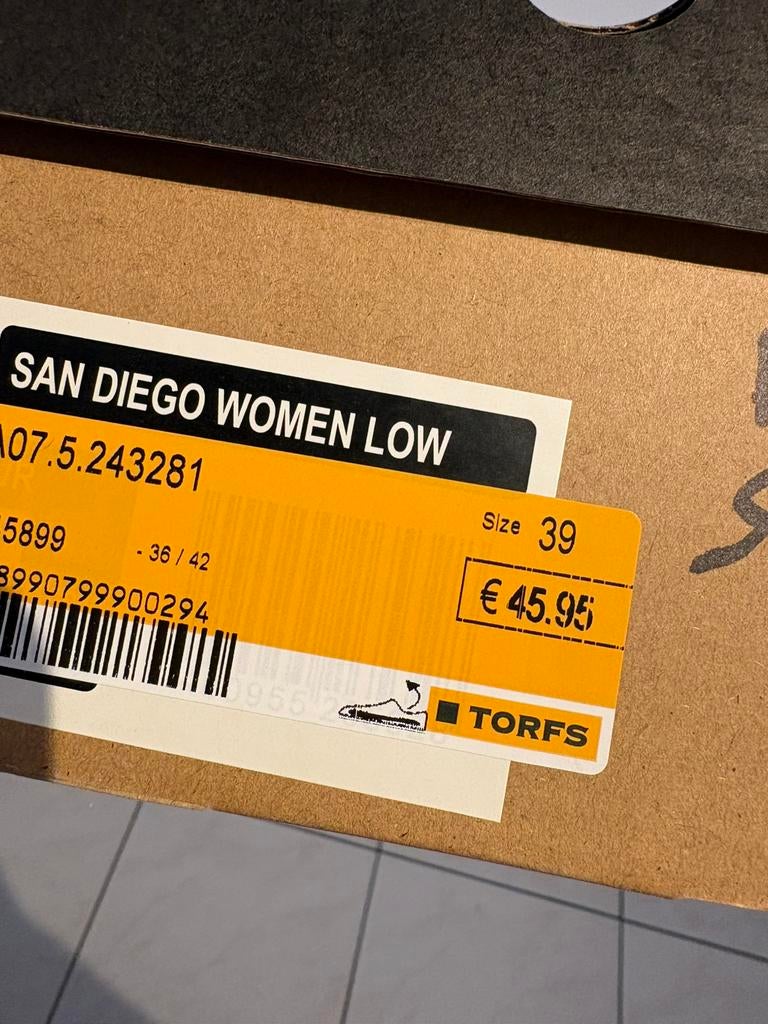 SAN DIEGO WOMEN LOW
A07.5.243281
Size 39
5899
- 36 / 42
€ 45.95
8990799900294
TORFS